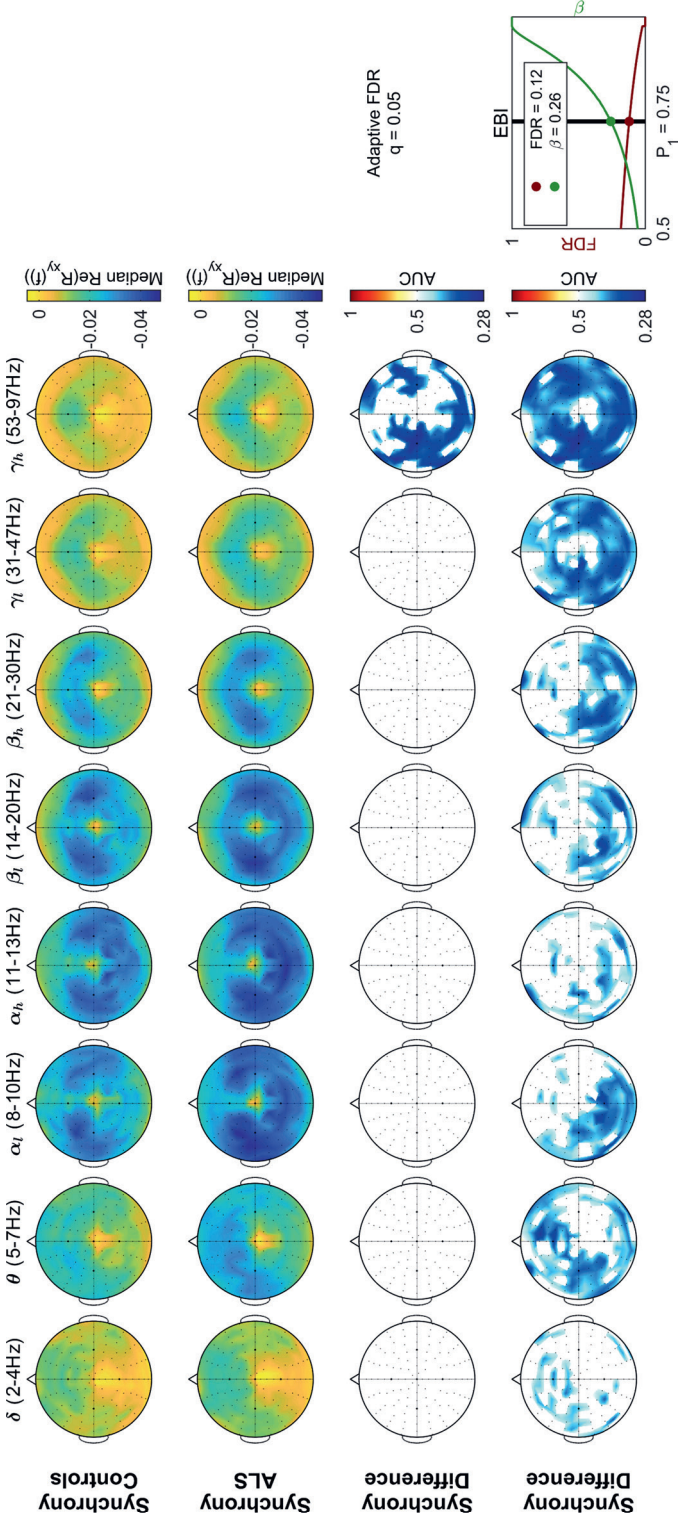 δ (2-4Hz)
θ (5-7Hz)
αl (8-10Hz)
αh (11-13Hz)
βl (14-20Hz)
βh (21-30Hz)
γl (31-47Hz)
γh (53-97Hz)
Synchrony
Controls
0
-0.02
-0.04
Median Re(Rxy(f))
Synchrony
ALS
0
-0.02
-0.04
Median Re(Rxy(f))
Synchrony
Difference
1
0.5
0.28
AUC
Adaptive FDR
q = 0.05
Synchrony
Difference
1
0.5
0.28
AUC
EBI
1
FDR
0
β
FDR = 0.12
β = 0.26
0.5
P1 = 0.75